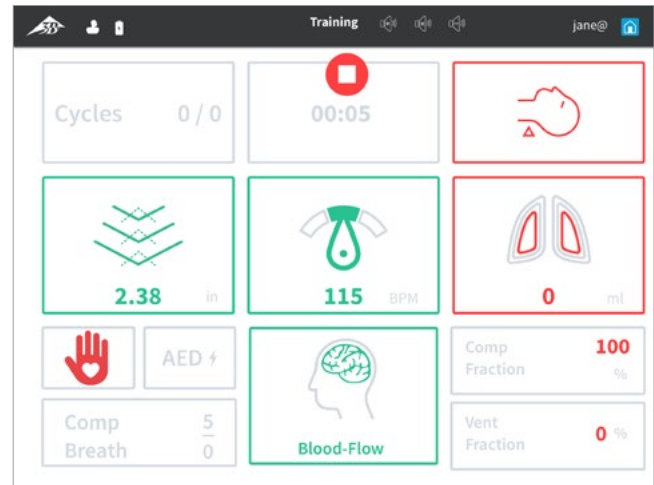 3B
Training
jane@
Cycles 0 / 0
00:05
2.38 in
115 BPM
0 ml
AED
Comp Fraction 100 %
Comp 5
Breath 0
Blood-Flow
Vent Fraction 0 %